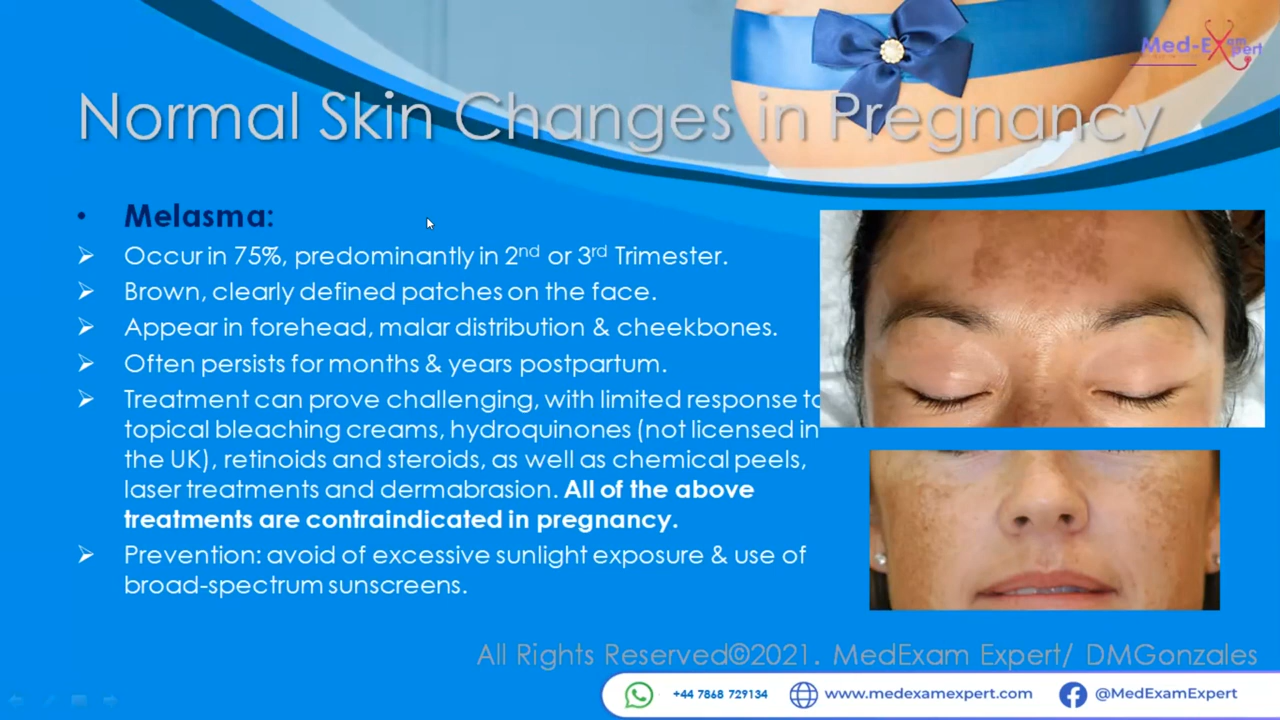 Med-Exam Expert
Normal Skin Changes in Pregnancy
• Melasma:
➢ Occur in 75%, predominantly in 2nd or 3rd Trimester.
➢ Brown, clearly defined patches on the face.
➢ Appear in forehead, malar distribution & cheekbones.
➢ Often persists for months & years postpartum.
➢ Treatment can prove challenging, with limited response to
topical bleaching creams, hydroquinones (not licensed in
the UK), retinoids and steroids, as well as chemical peels,
laser treatments and dermabrasion. All of the above
treatments are contraindicated in pregnancy.
➢ Prevention: avoid of excessive sunlight exposure & use of
broad-spectrum sunscreens.
All Rights Reserved©2021. MedExam Expert/ DMGonzales
+44 7868 729134 www.medexamexpert.com @MedExamExpert